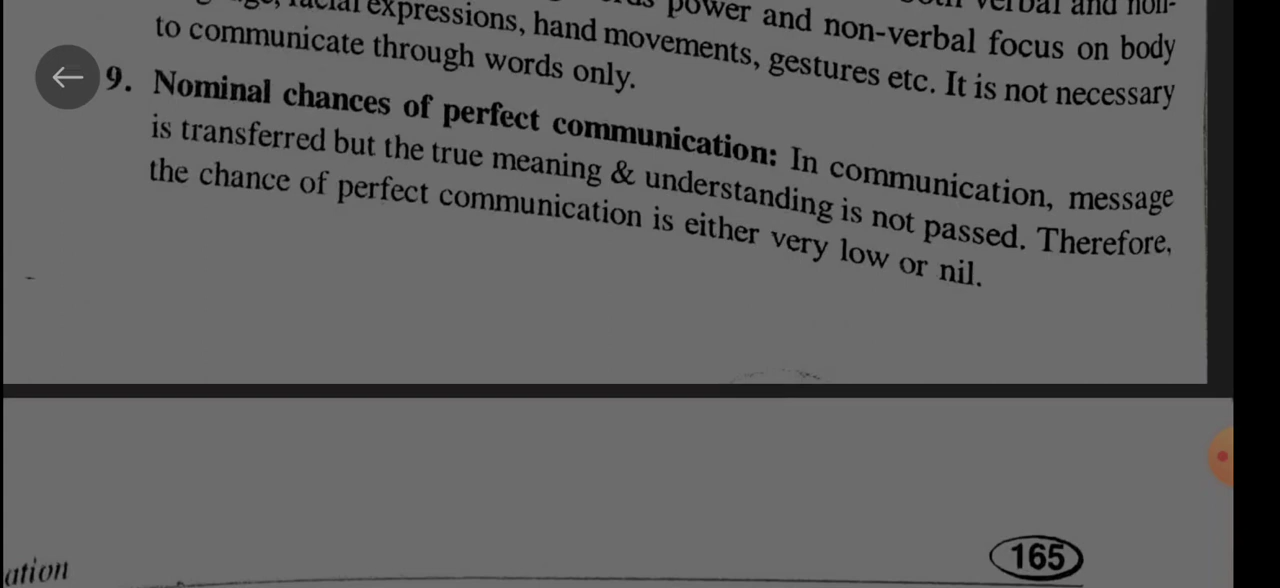 power and non-verbal focus on body
facial expressions, hand movements, gestures etc. It is not necessary
to communicate through words only.
9. Nominal chances of perfect communication: In communication, message
is transferred but the true meaning & understanding is not passed. Therefore,
the chance of perfect communication is either very low or nil.
165